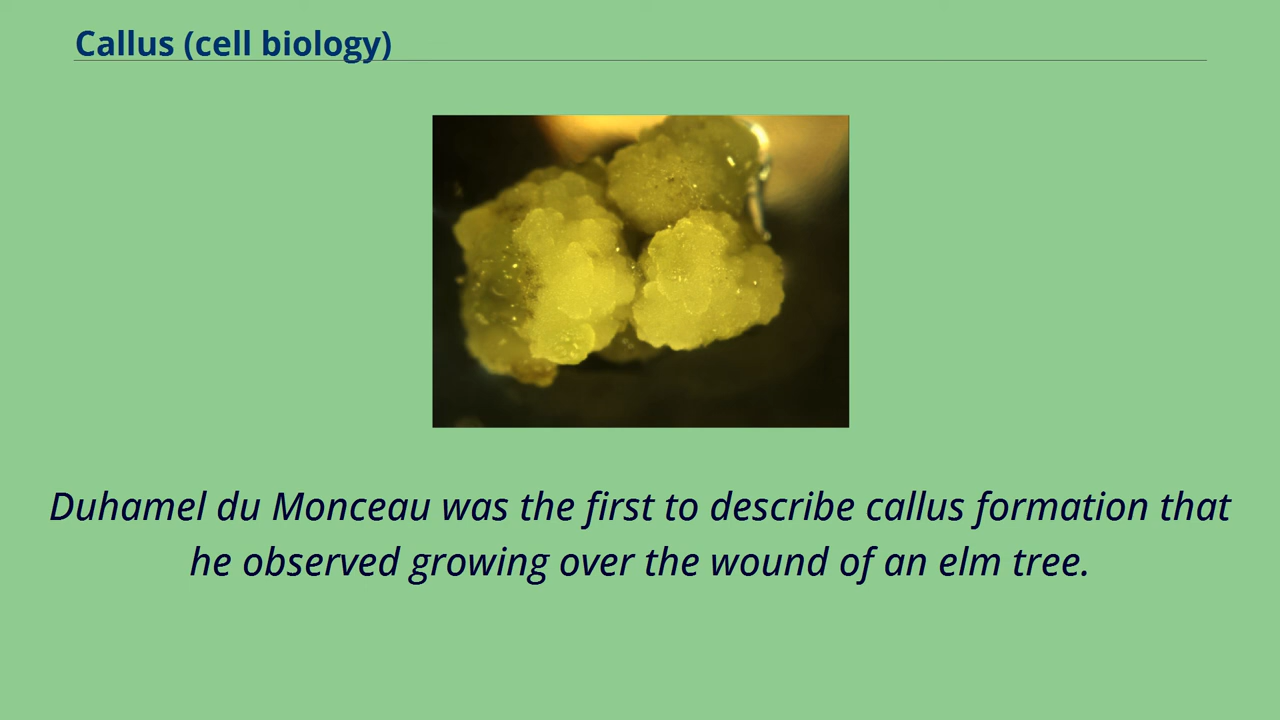 Callus (cell biology)
Duhamel du Monceau was the first to describe callus formation that
he observed growing over the wound of an elm tree.